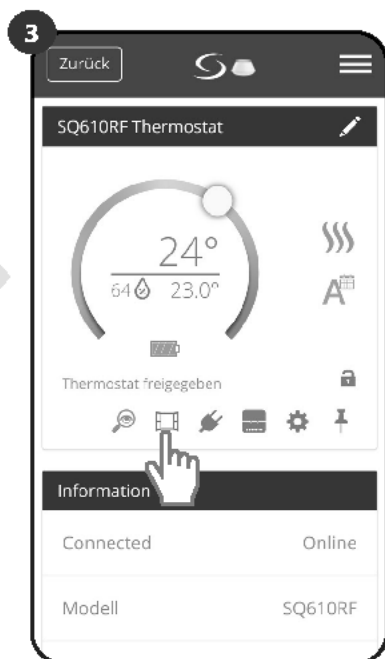 3
Zurück
SQ610RF Thermostat
24°
64 23.0°
A
Thermostat freigegeben
Information
Connected Online
Modell SQ610RF